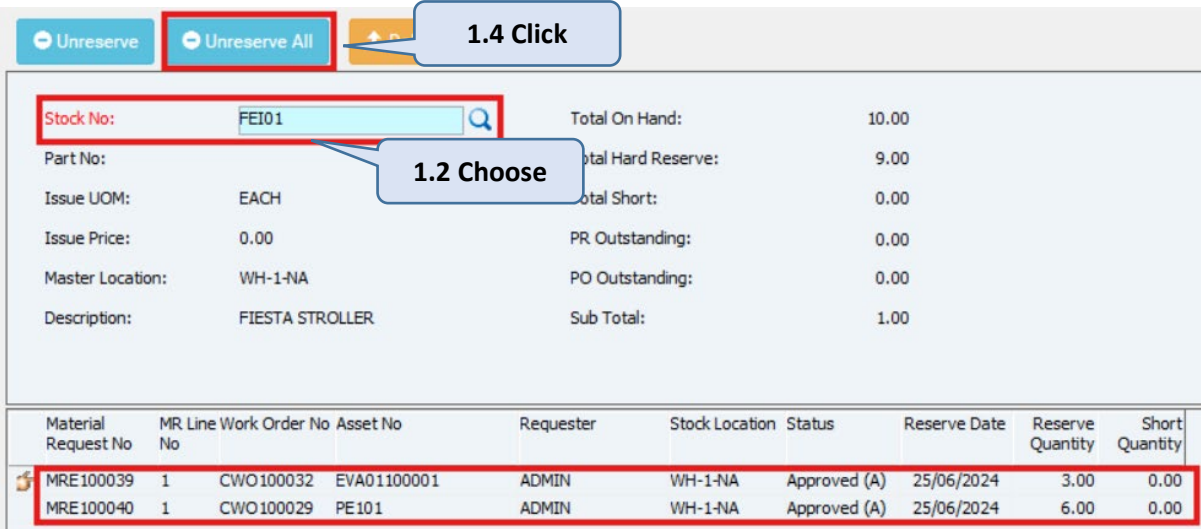 Unreserve
Unreserve All
1.4 Click
Stock No: FEI01 Total On Hand: 10.00
Part No: Total Hard Reserve: 9.00
1.2 Choose
Issue UOM: EACH Total Short: 0.00
Issue Price: 0.00 PR Outstanding: 0.00
Master Location: WH-1-NA PO Outstanding: 0.00
Description: FIESTA STROLLER Sub Total: 1.00
Material Request No MR Line No Work Order No Asset No Requester Stock Location Status Reserve Date Reserve Quantity Short Quantity
MRE100039 1 CWO100032 EVA01100001 ADMIN WH-1-NA Approved (A) 25/06/2024 3.00 0.00
MRE100040 1 CWO100029 PE101 ADMIN WH-1-NA Approved (A) 25/06/2024 6.00 0.00